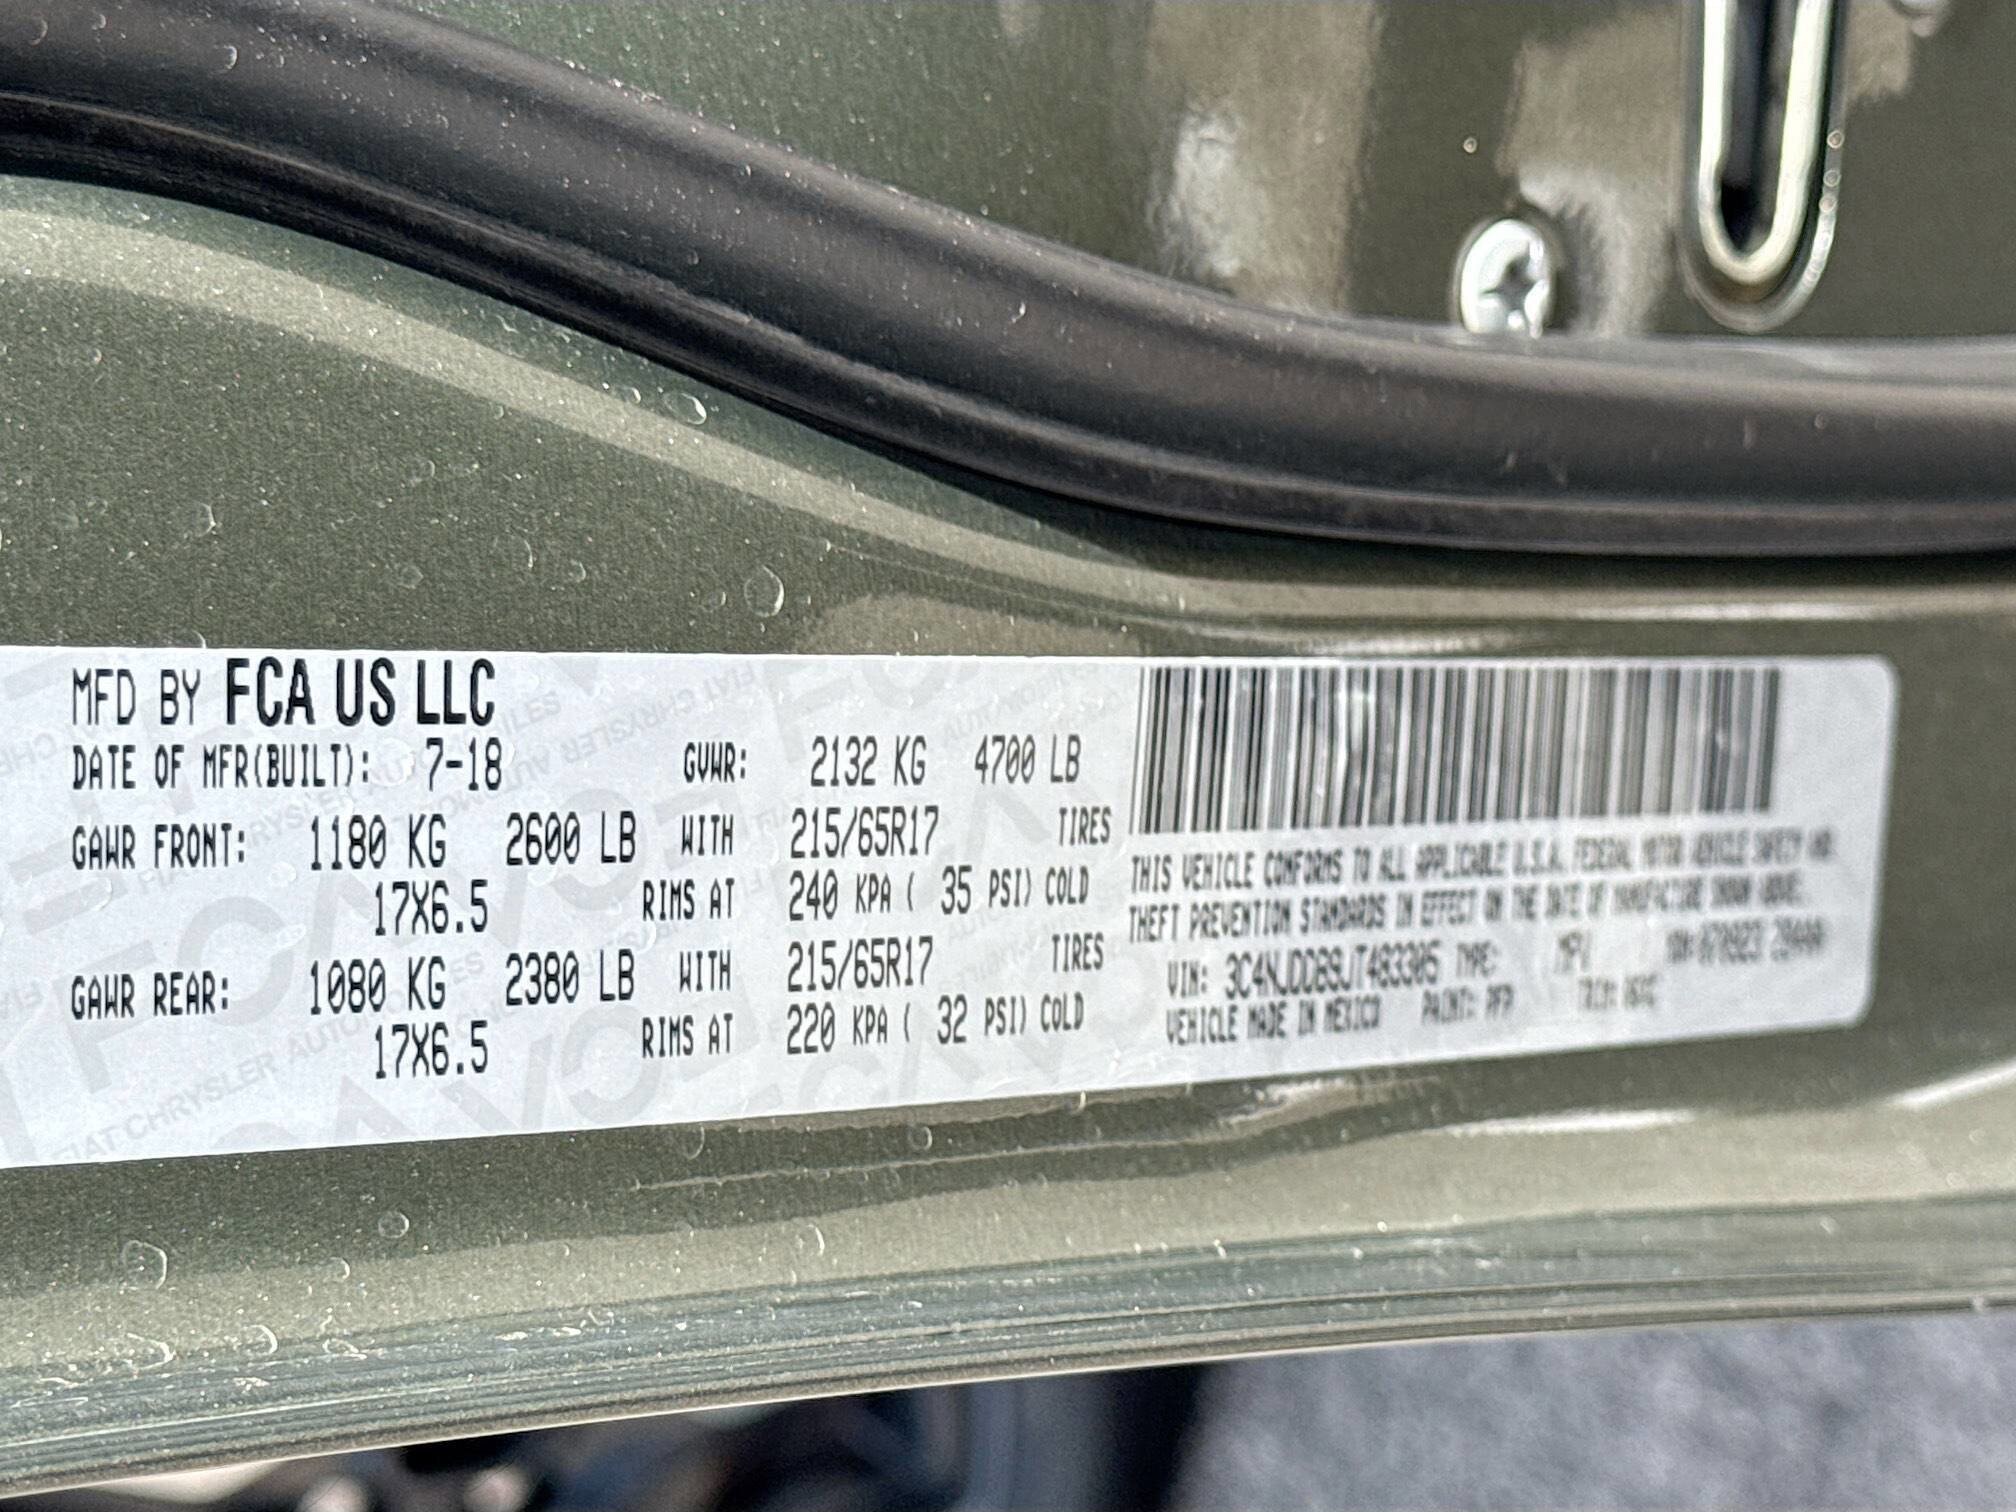 MFD BY FCA US LLC
DATE OF MFR(BUILT): 7-18 GVWR: 2132 KG 4700 LB
GAWR FRONT: 1180 KG 2600 LB WITH 215/65R17 TIRES
17X6.5 RIMS AT 240 KPA ( 35 PSI) COLD
GAWR REAR: 1080 KG 2380 LB WITH 215/65R17 TIRES
17X6.5 RIMS AT 220 KPA ( 32 PSI) COLD
THIS VEHICLE CONFORMS TO ALL APPLICABLE U.S.A. FEDERAL MOTOR VEHICLE SAFETY AND
THEFT PREVENTION STANDARDS IN EFFECT ON THE DATE OF MANUFACTURE SHOWN ABOVE.
VIN: 3C4NJDDB9JT483305 TYPE: MPV
VEHICLE MADE IN MEXICO PAINT: PFP TRIM:
FIAT CHRYSLER AUTOMOBILES